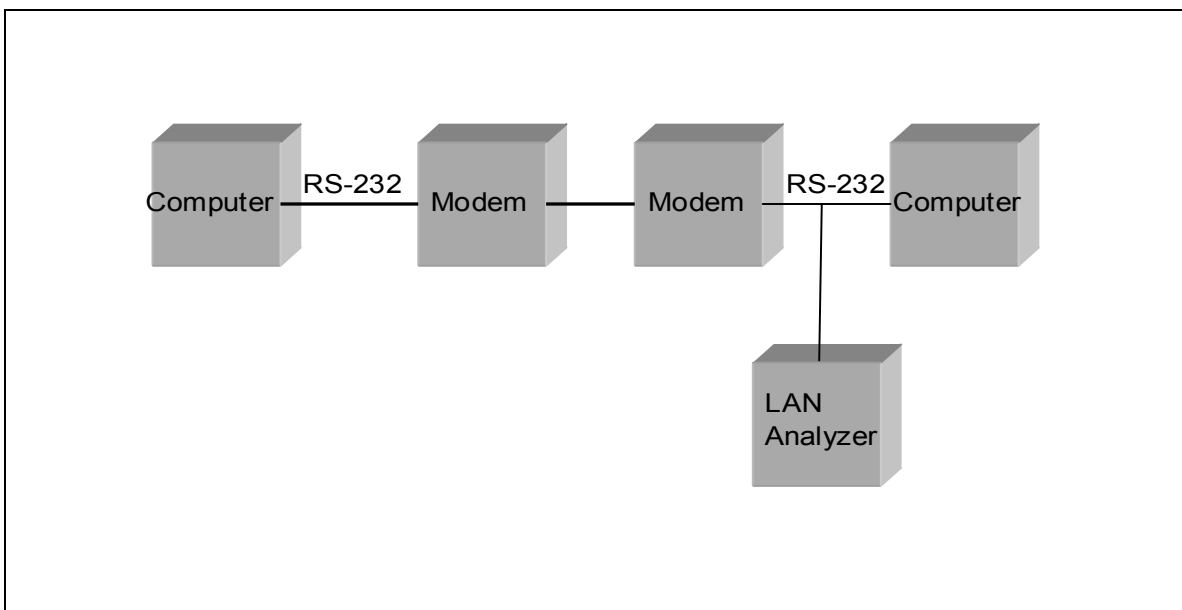 RS-232
RS-232
Computer
Modem
Modem
Computer
LAN
Analyzer